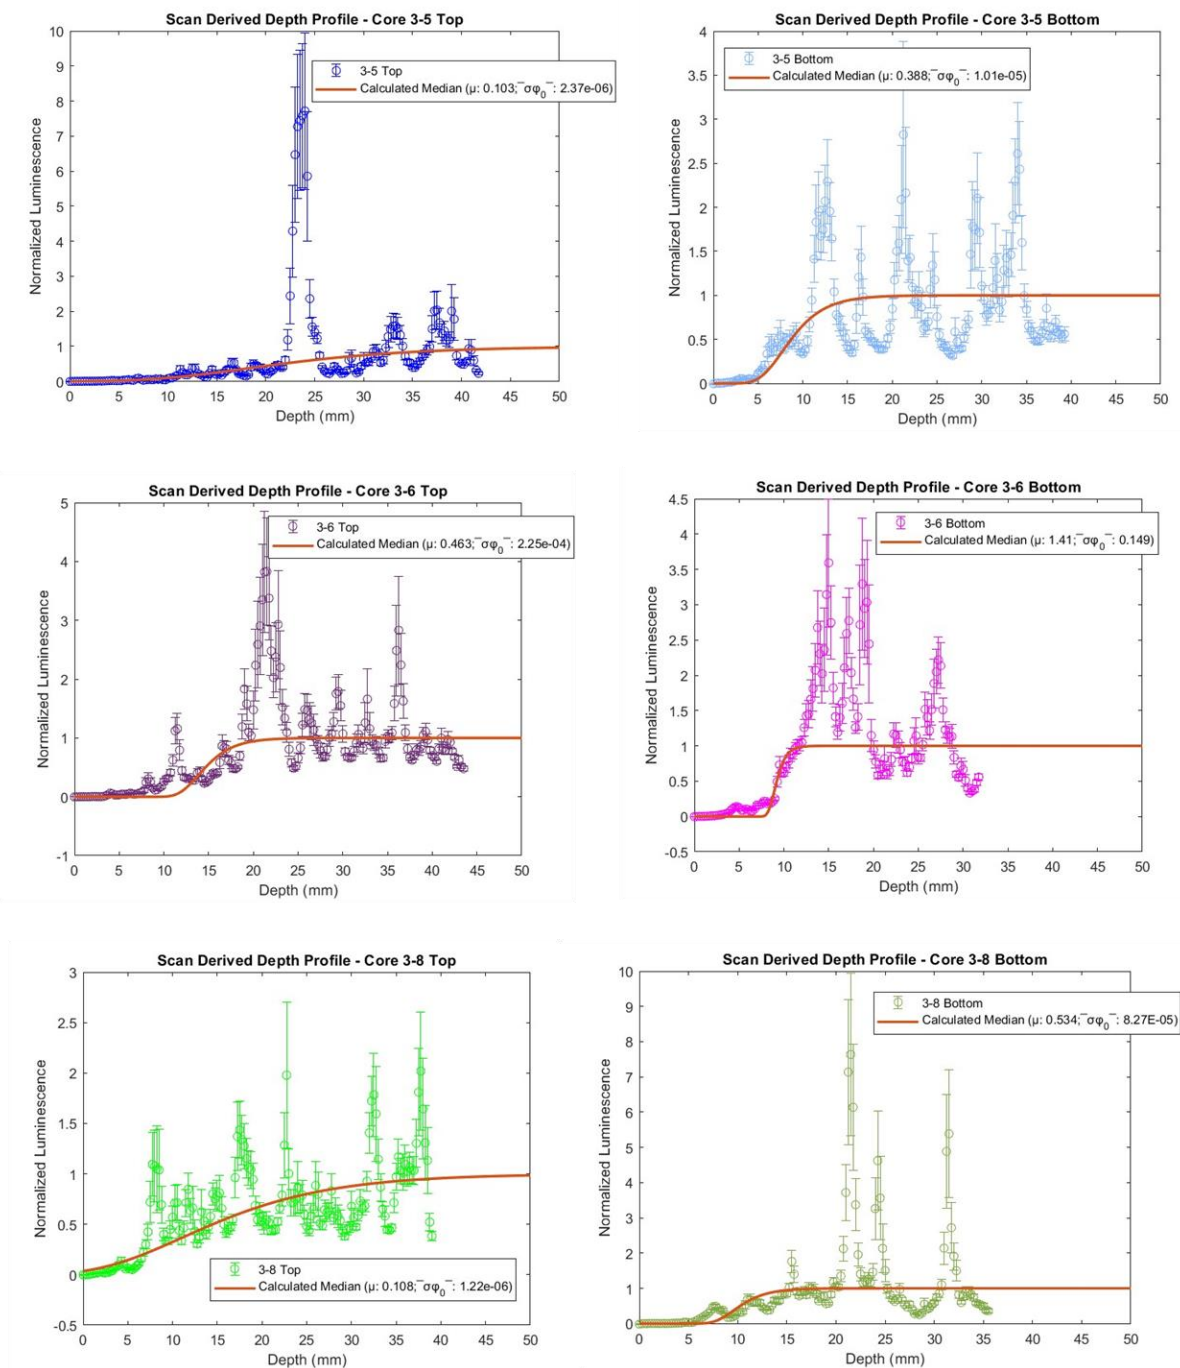 Scan Derived Depth Profile - Core 3-5 Top
10
9
8
7
6
5
4
3
2
1
0
Normalized Luminescence
3-5 Top
Calculated Median (μ: 0.103;¯σφ0¯: 2.37e-06)
0 5 10 15 20 25 30 35 40 45 50
Depth (mm)
Scan Derived Depth Profile - Core 3-5 Bottom
4
3.5
3
2.5
2
1.5
1
0.5
0
Normalized Luminescence
3-5 Bottom
Calculated Median (μ: 0.388;¯σφ0¯: 1.01e-05)
0 5 10 15 20 25 30 35 40 45 50
Depth (mm)
Scan Derived Depth Profile - Core 3-6 Top
5
4
3
2
1
0
-1
Normalized Luminescence
3-6 Top
Calculated Median (μ: 0.463;¯σφ0¯: 2.25e-04)
0 5 10 15 20 25 30 35 40 45 50
Depth (mm)
Scan Derived Depth Profile - Core 3-6 Bottom
4.5
4
3.5
3
2.5
2
1.5
1
0.5
0
-0.5
Normalized Luminescence
3-6 Bottom
Calculated Median (μ: 1.41;¯σφ0¯: 0.149)
0 5 10 15 20 25 30 35 40 45 50
Depth (mm)
Scan Derived Depth Profile - Core 3-8 Top
3
2.5
2
1.5
1
0.5
0
-0.5
Normalized Luminescence
3-8 Top
Calculated Median (μ: 0.108;¯σφ0¯: 1.22e-06)
0 5 10 15 20 25 30 35 40 45 50
Depth (mm)
Scan Derived Depth Profile - Core 3-8 Bottom
10
9
8
7
6
5
4
3
2
1
0
Normalized Luminescence
3-8 Bottom
Calculated Median (μ: 0.534;¯σφ0¯: 8.27E-05)
0 5 10 15 20 25 30 35 40 45 50
Depth (mm)